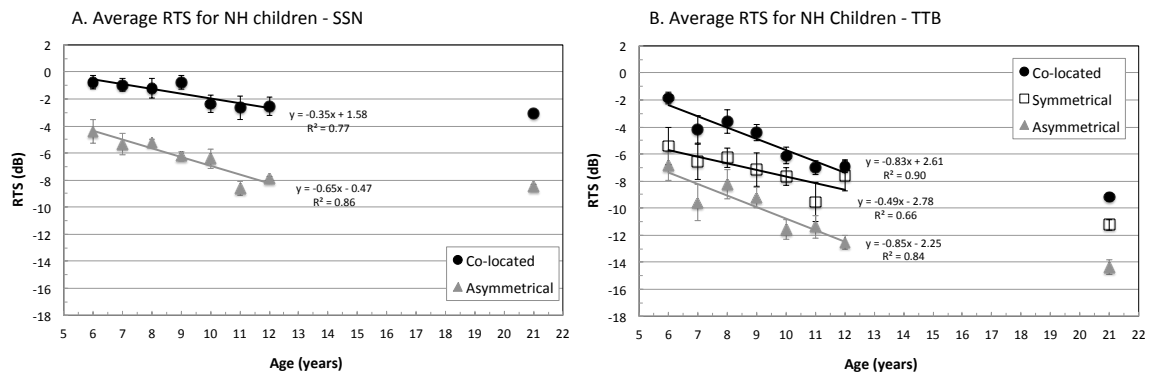 A. Average RTS for NH children - SSN
2
0
-2
-4
-6
-8
-10
-12
-14
-16
-18
RTS (dB)
y = -0.35x + 1.58
R² = 0.77
y = -0.65x - 0.47
R² = 0.86
Co-located
Asymmetrical
5 6 7 8 9 10 11 12 13 14 15 16 17 18 19 20 21 22
Age (years)
B. Average RTS for NH Children - TTB
2
0
-2
-4
-6
-8
-10
-12
-14
-16
-18
RTS (dB)
Co-located
Symmetrical
Asymmetrical
y = -0.83x + 2.61
R² = 0.90
y = -0.49x - 2.78
R² = 0.66
y = -0.85x - 2.25
R² = 0.84
5 6 7 8 9 10 11 12 13 14 15 16 17 18 19 20 21 22
Age (years)